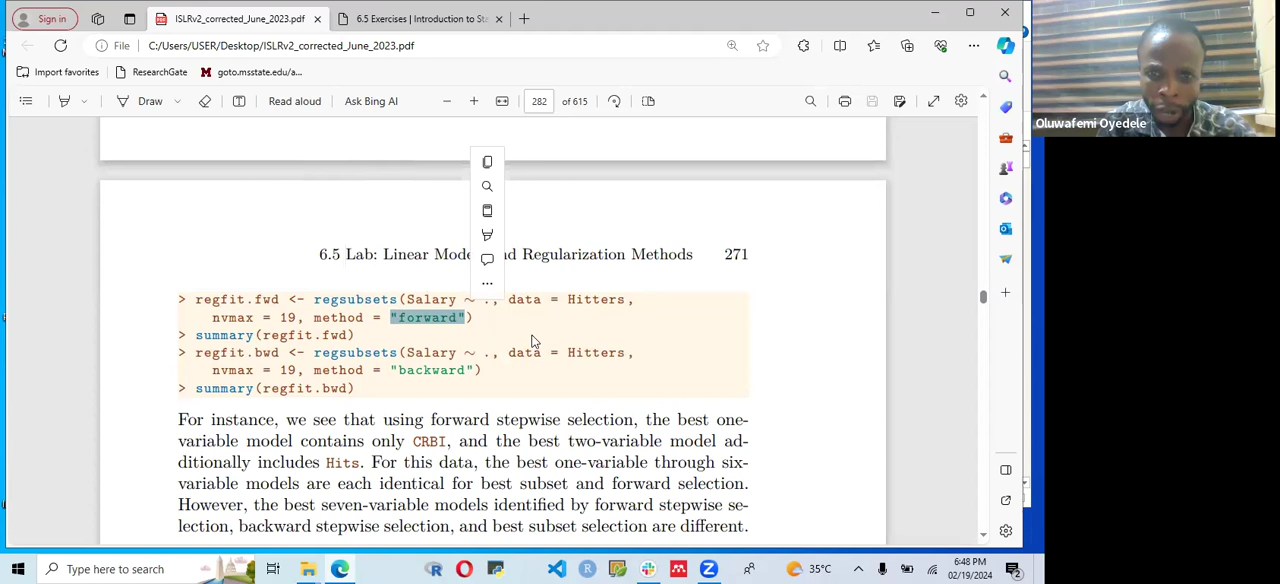 Sign in
ISLRv2_corrected_June_2023.pdf
6.5 Exercises | Introduction to Sta
File
C:/Users/USER/Desktop/ISLRv2_corrected_June_2023.pdf
Import favorites
ResearchGate
goto.msstate.edu/a...
Draw
Read aloud
Ask Bing AI
282
of 615
Oluwafemi Oyedele
6.5 Lab: Linear Mode nd Regularization Methods 271
> regfit.fwd <- regsubsets(Salary ~ ., data = Hitters,
nvmax = 19, method = "forward")
> summary(regfit.fwd)
> regfit.bwd <- regsubsets(Salary ~ ., data = Hitters,
nvmax = 19, method = "backward")
> summary(regfit.bwd)
For instance, we see that using forward stepwise selection, the best one-
variable model contains only CRBI, and the best two-variable model ad-
ditionally includes Hits. For this data, the best one-variable through six-
variable models are each identical for best subset and forward selection.
However, the best seven-variable models identified by forward stepwise se-
lection, backward stepwise selection, and best subset selection are different.
Type here to search
35°C
6:48 PM
02/19/2024
2